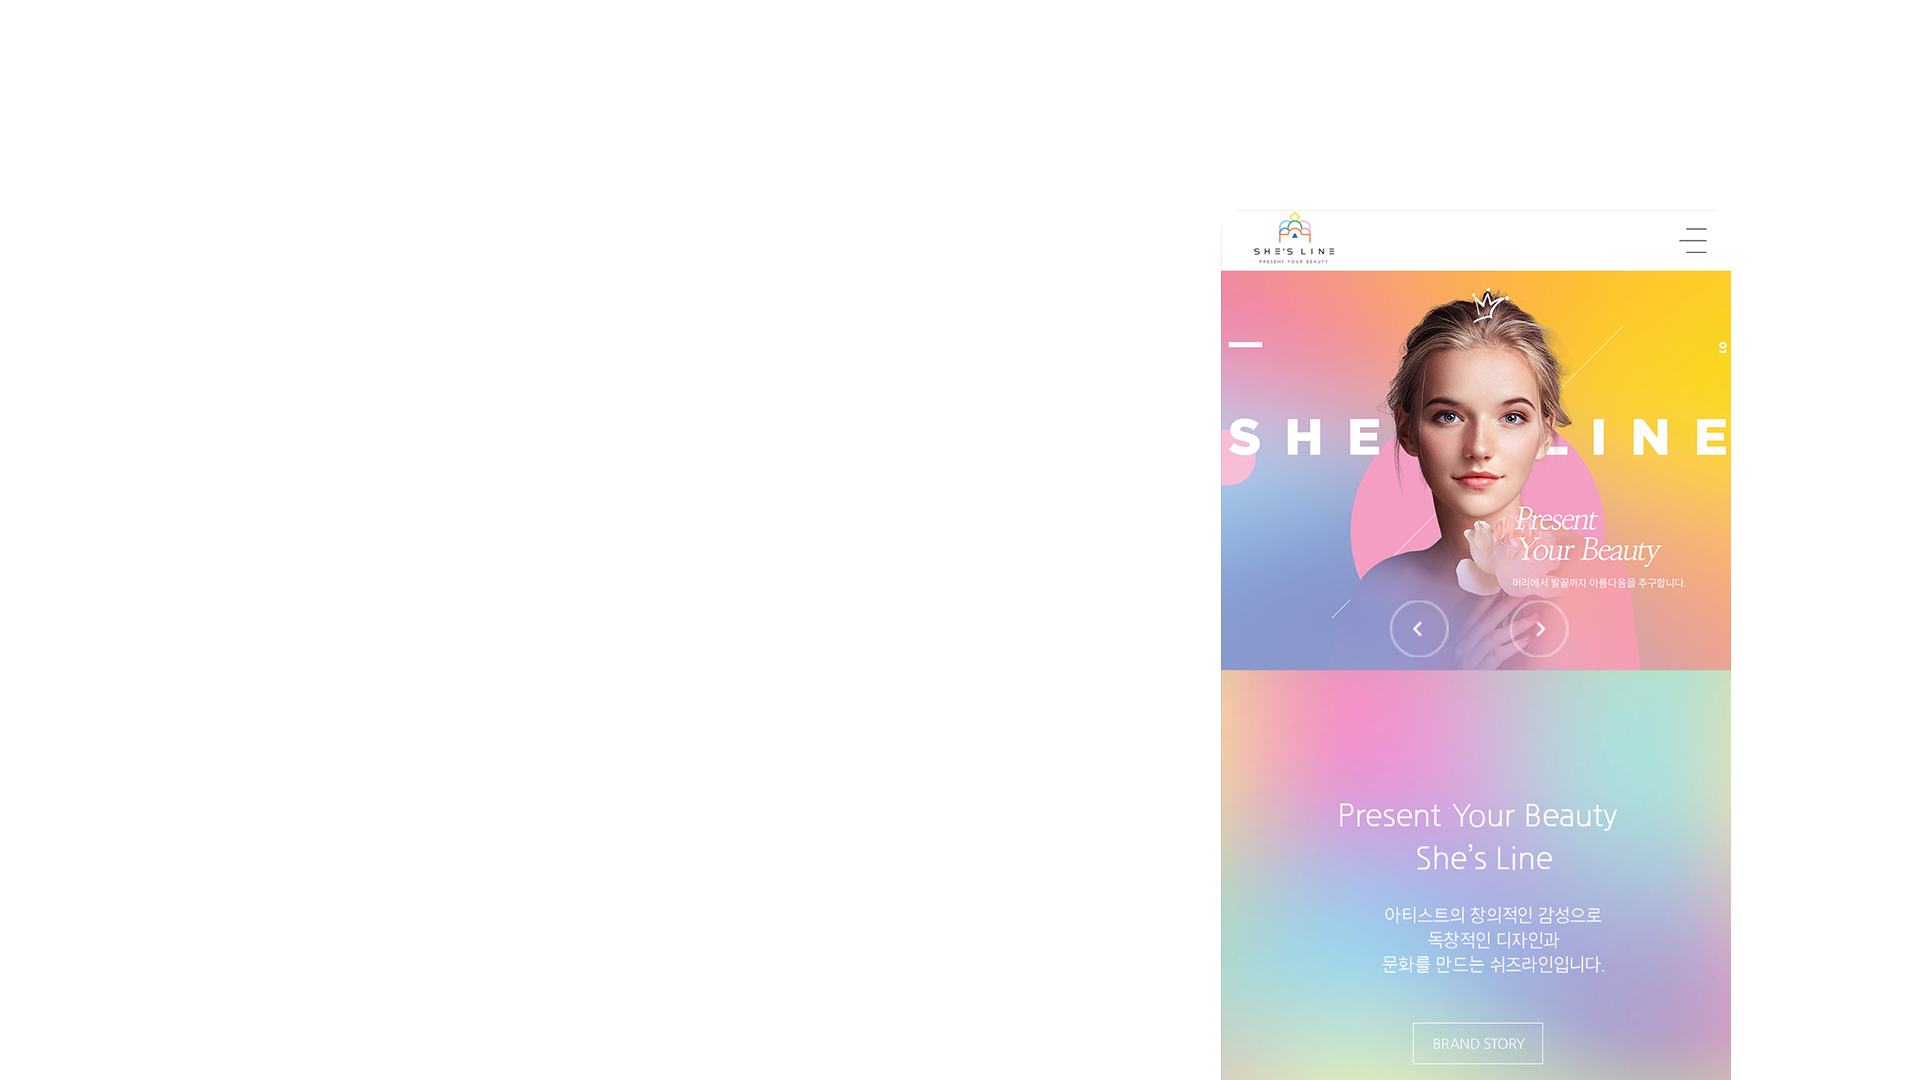 SHE'S LINE
PRESENT YOUR BEAUTY
01
SHE LINE
Present
Your Beauty
머리에서 발끝까지 아름다움을 추구합니다.
Present Your Beauty
She's Line
아티스트의 창의적인 감성으로
독창적인 디자인과
문화를 만드는 쉬즈라인입니다.
BRAND STORY